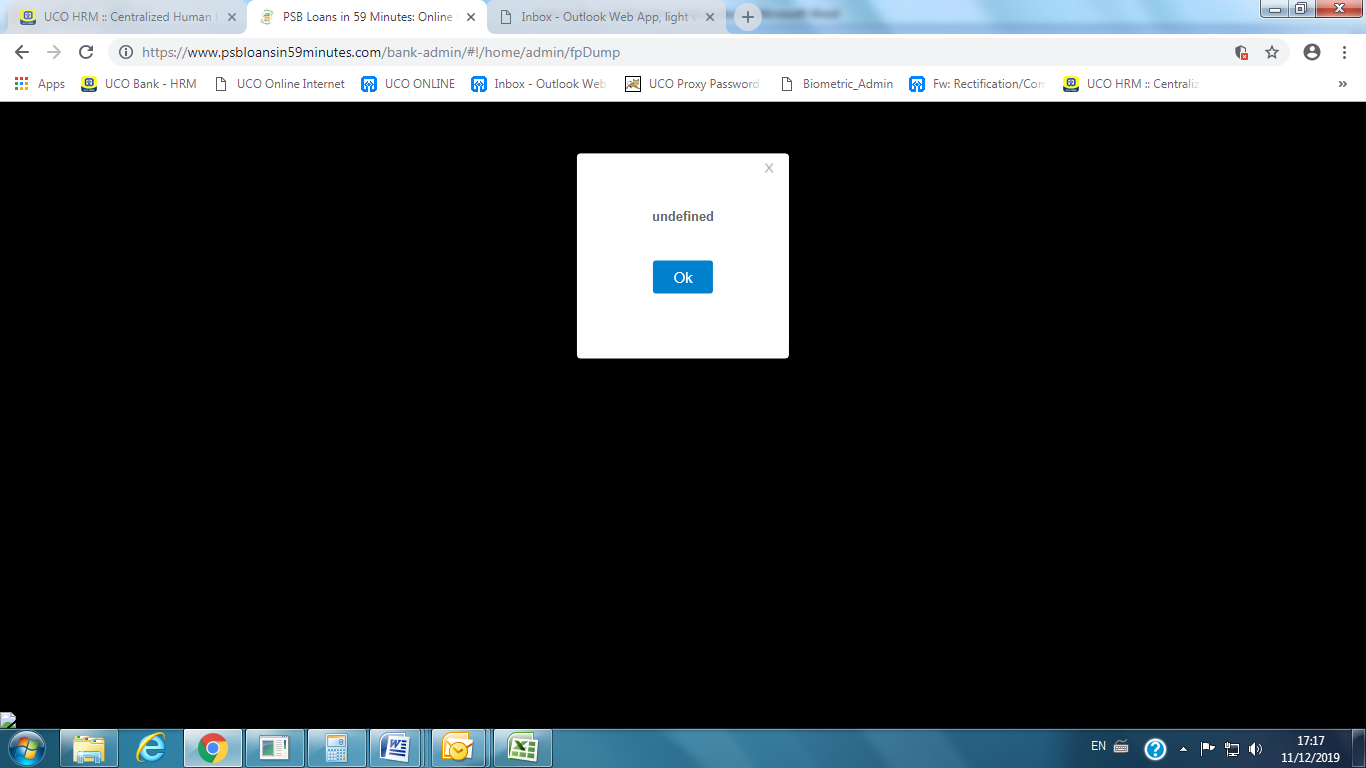 UCO HRM :: Centralized Human
PSB Loans in 59 Minutes: Online
Inbox - Outlook Web App, light
https://www.psbloansin59minutes.com/bank-admin/#!/home/admin/fpDump
Apps
UCO Bank - HRM
UCO Online Internet
UCO ONLINE
Inbox - Outlook Web
UCO Proxy Password
Biometric_Admin
Fw: Rectification/Com
UCO HRM :: Centraliz
X
undefined
Ok
EN
17:17
11/12/2019